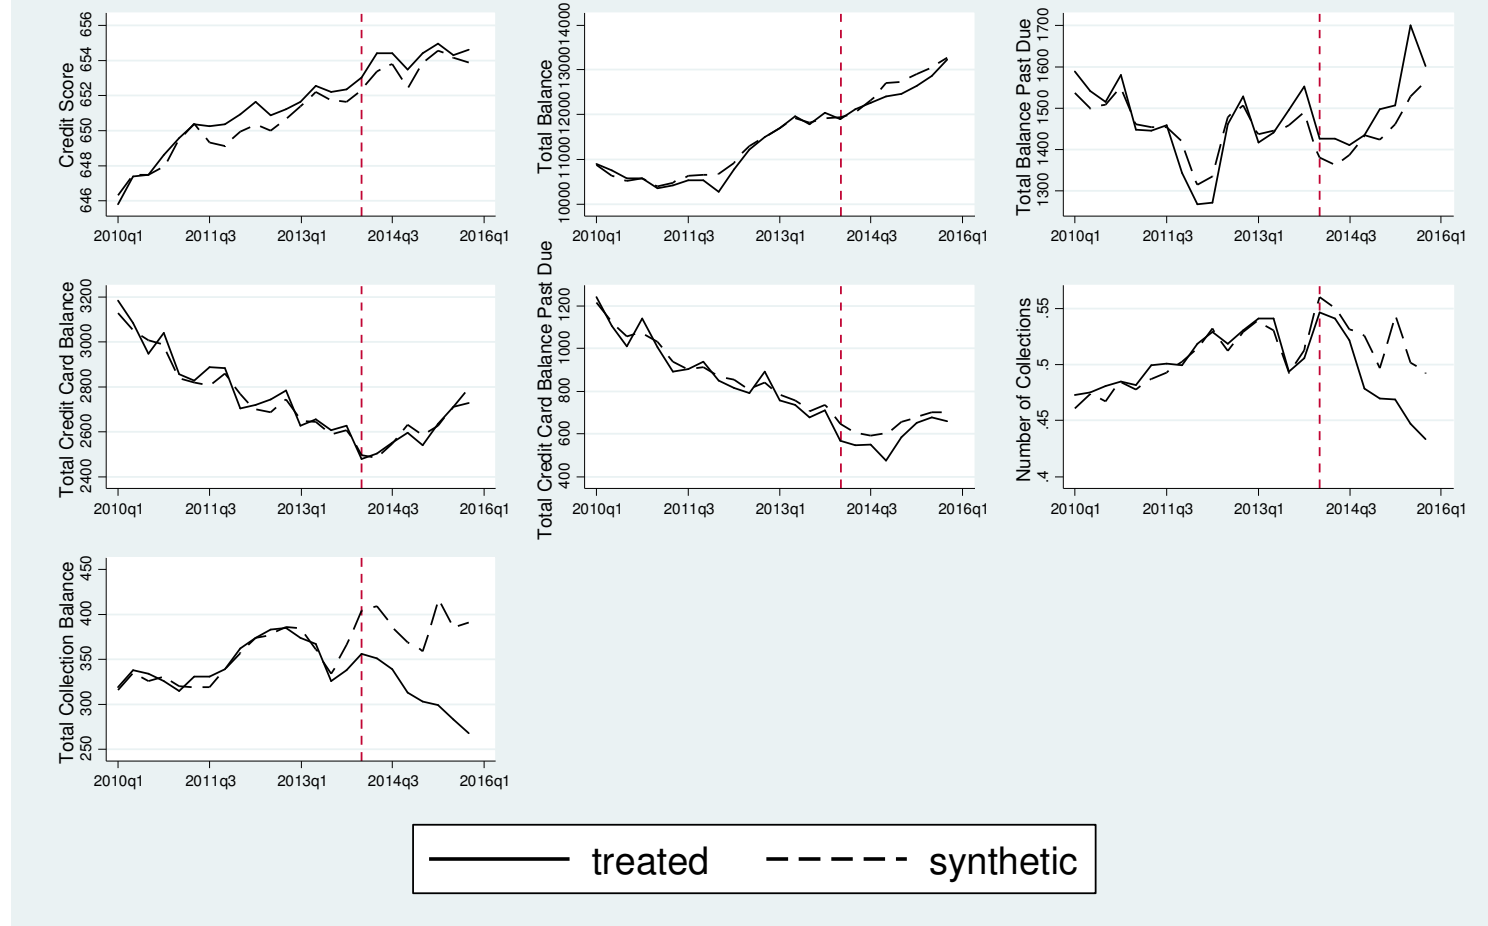 Credit Score
646 648 650 652 654 656
2010q1 2011q3 2013q1 2014q3 2016q1
Total Balance
10000 11000 12000 13000 14000
2010q1 2011q3 2013q1 2014q3 2016q1
Total Balance Past Due
1300 1400 1500 1600 1700
2010q1 2011q3 2013q1 2014q3 2016q1
Total Credit Card Balance
2400 2600 2800 3000 3200
2010q1 2011q3 2013q1 2014q3 2016q1
Total Credit Card Balance Past Due
400 600 800 1000 1200
2010q1 2011q3 2013q1 2014q3 2016q1
Number of Collections
.4 .45 .5 .55
2010q1 2011q3 2013q1 2014q3 2016q1
Total Collection Balance
250 300 350 400 450
2010q1 2011q3 2013q1 2014q3 2016q1
treated synthetic